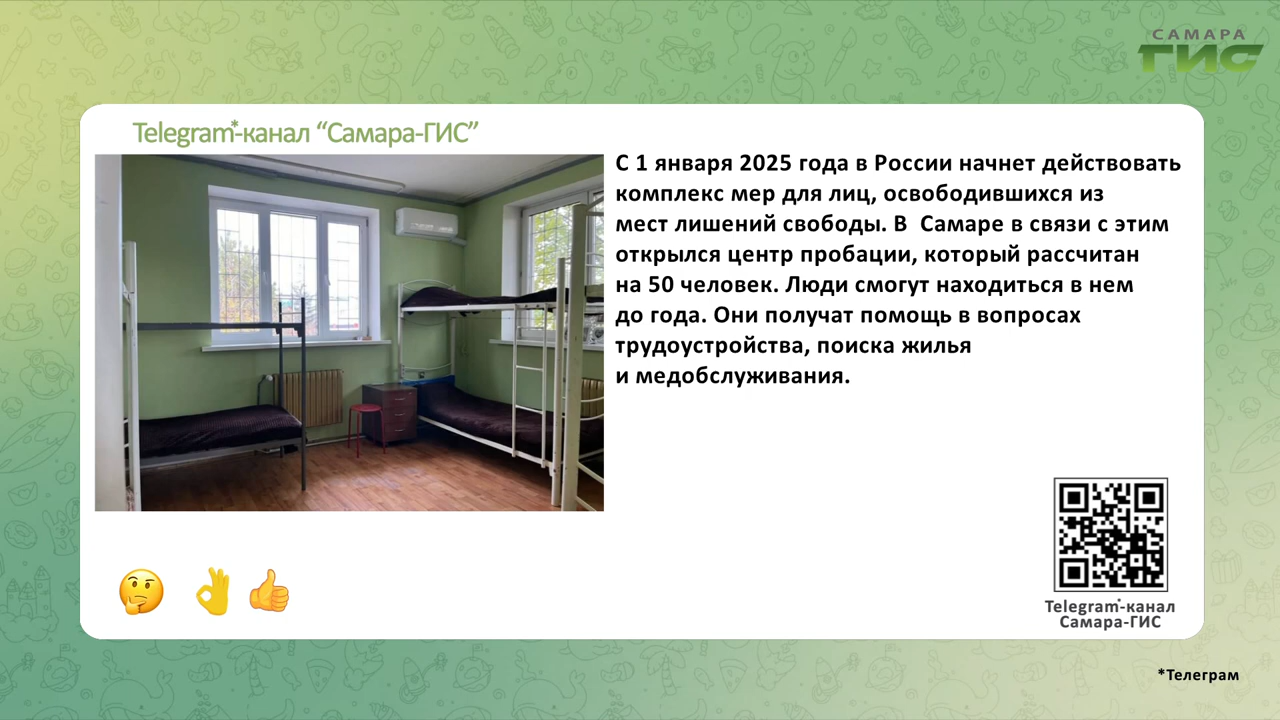 САМАРА
ГИС
Telegram*-канал “Самара-ГИС”
С 1 января 2025 года в России начнет действовать
комплекс мер для лиц, освободившихся из
мест лишений свободы. В  Самаре в связи с этим
открылся центр пробации, который рассчитан
на 50 человек. Люди смогут находиться в нем
до года. Они получат помощь в вопросах
трудоустройства, поиска жилья
и медобслуживания.
Telegram*-канал
Самара-ГИС
*Телеграм